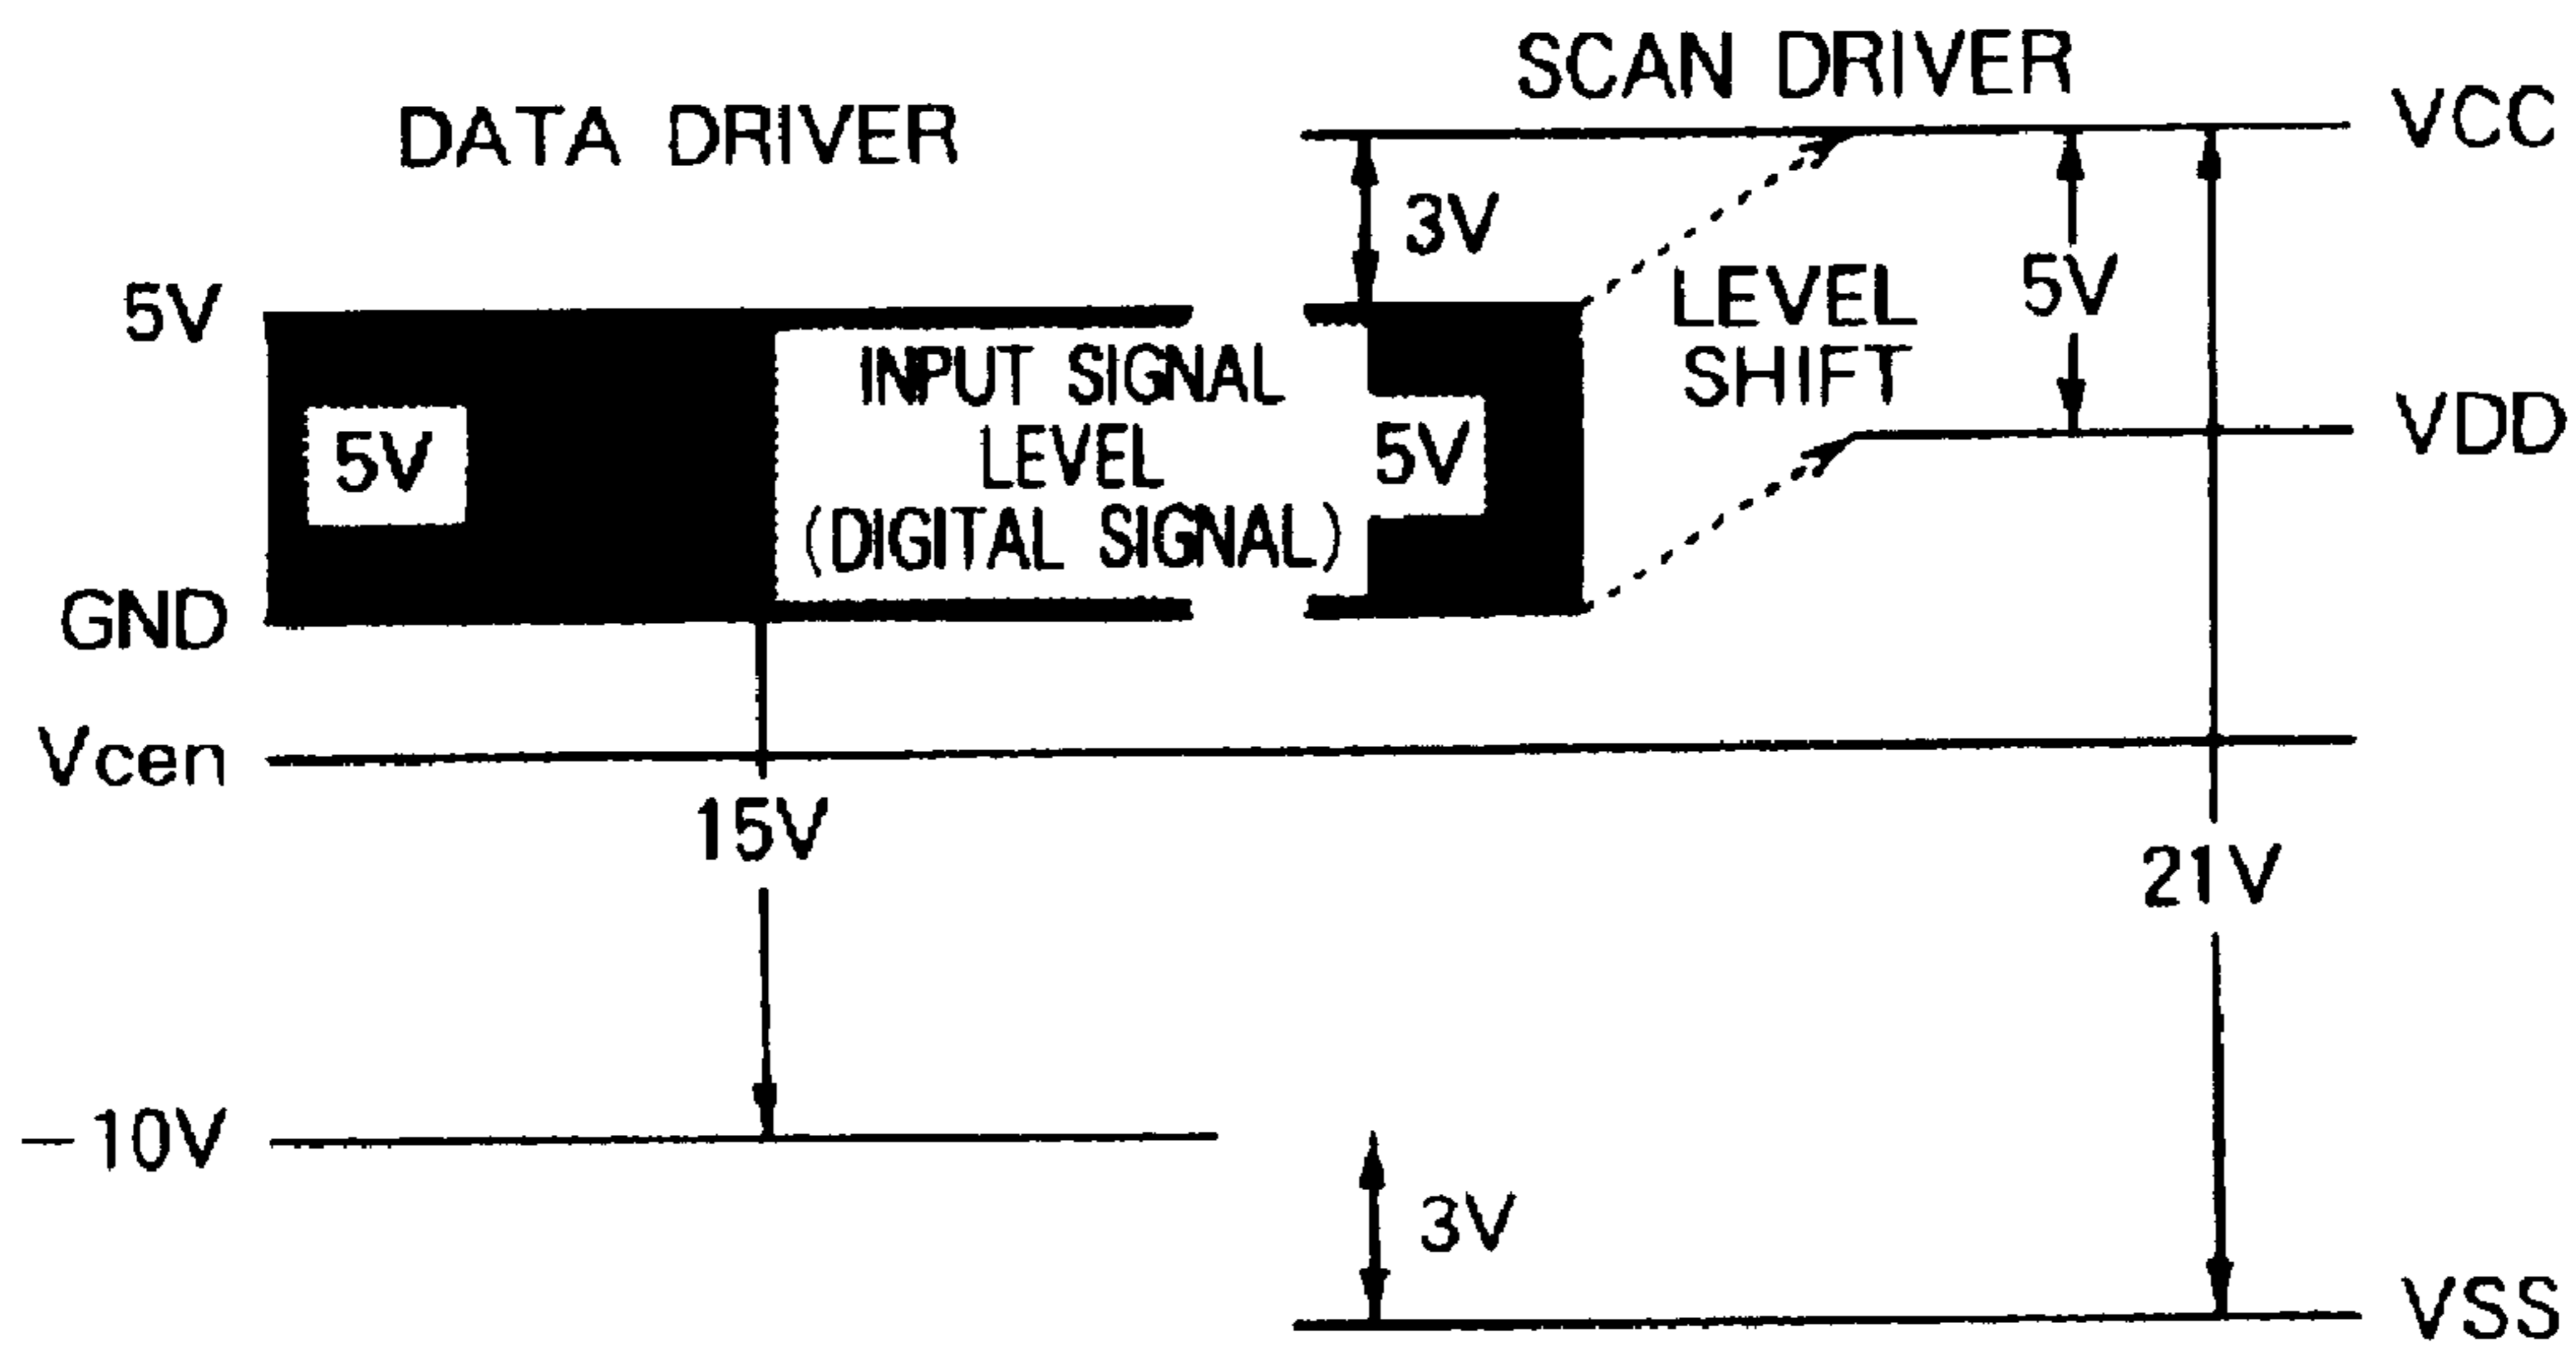 SCAN DRIVER
DATA DRIVER
VCC
3V
5V
LEVEL
SHIFT
5V
INPUT SIGNAL
LEVEL
(DIGITAL SIGNAL)
5V
5V
VDD
GND
Vcen
15V
21V
−10V
3V
VSS